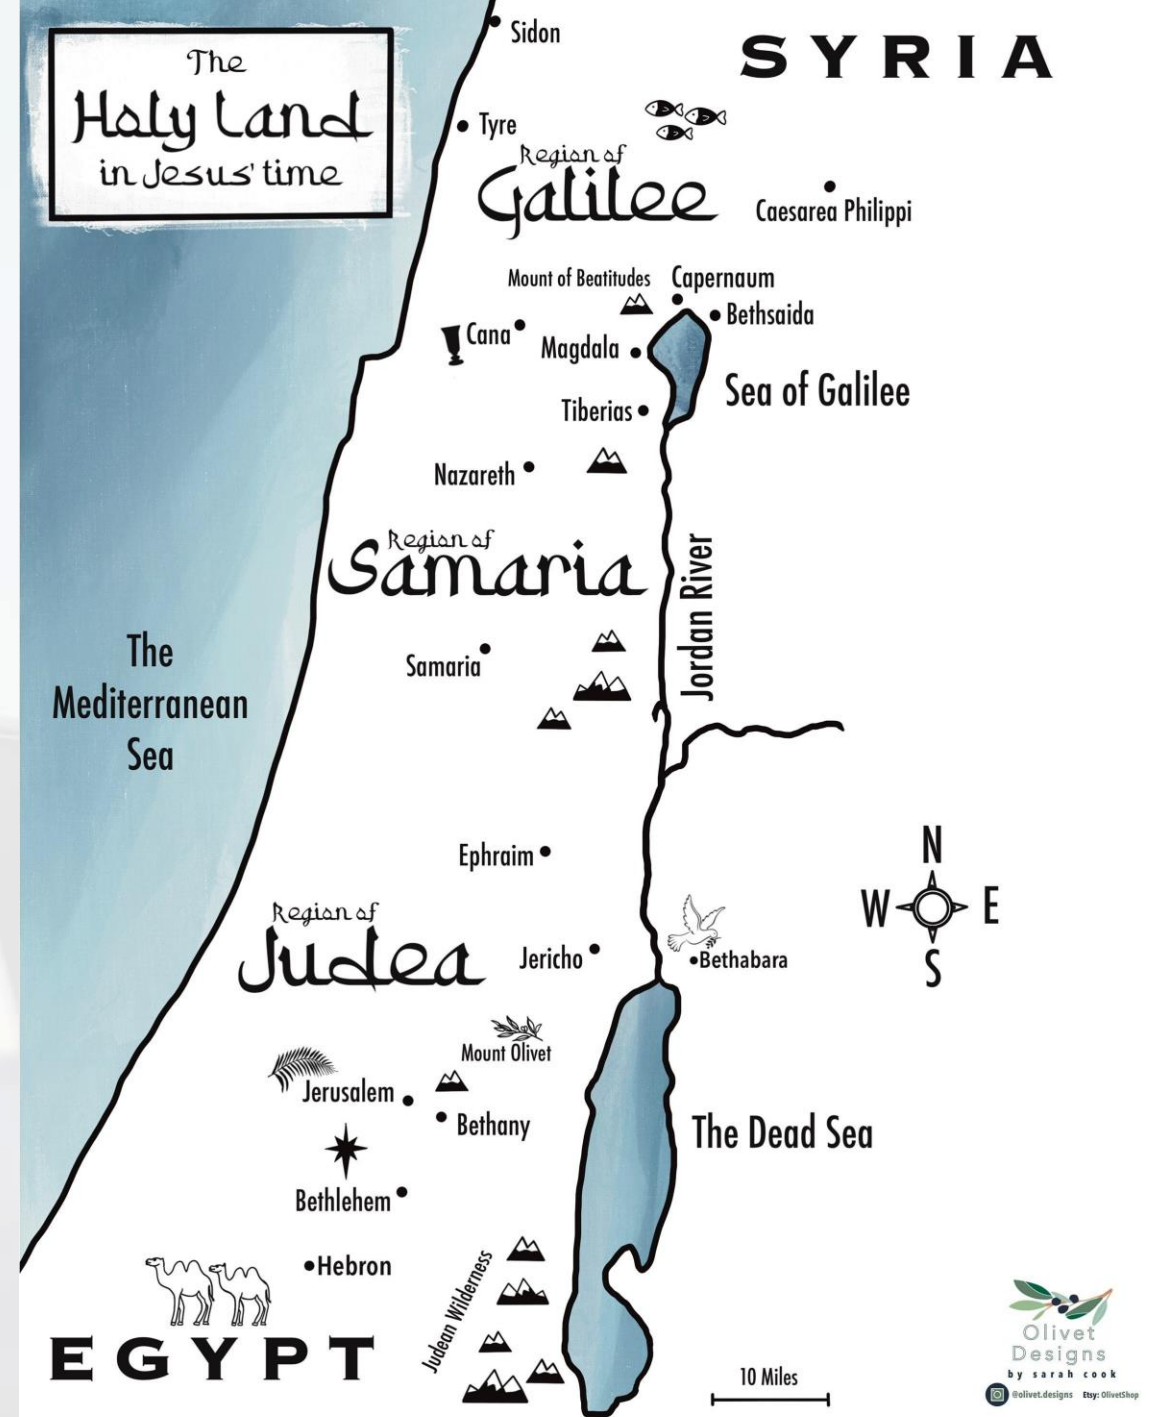 The
Holy Land
in Jesus' time
Sidon
SYRIA
Tyre
Region of
Galilee
Caesarea Philippi
Mount of Beatitudes
Capernaum
Bethsaida
Cana
Magdala
Sea of Galilee
Tiberias
Nazareth
Region of
Samaria
Jordan River
The
Mediterranean
Sea
Samaria
Ephraim
N
W
E
S
Region of
Judea
Jericho
Bethabara
Mount Olivet
Jerusalem
Bethany
The Dead Sea
Bethlehem
Hebron
Judean Wilderness
EGYPT
10 Miles
Olivet
Designs
by sarah cook
@olivet.designs Etsy: OlivetShop